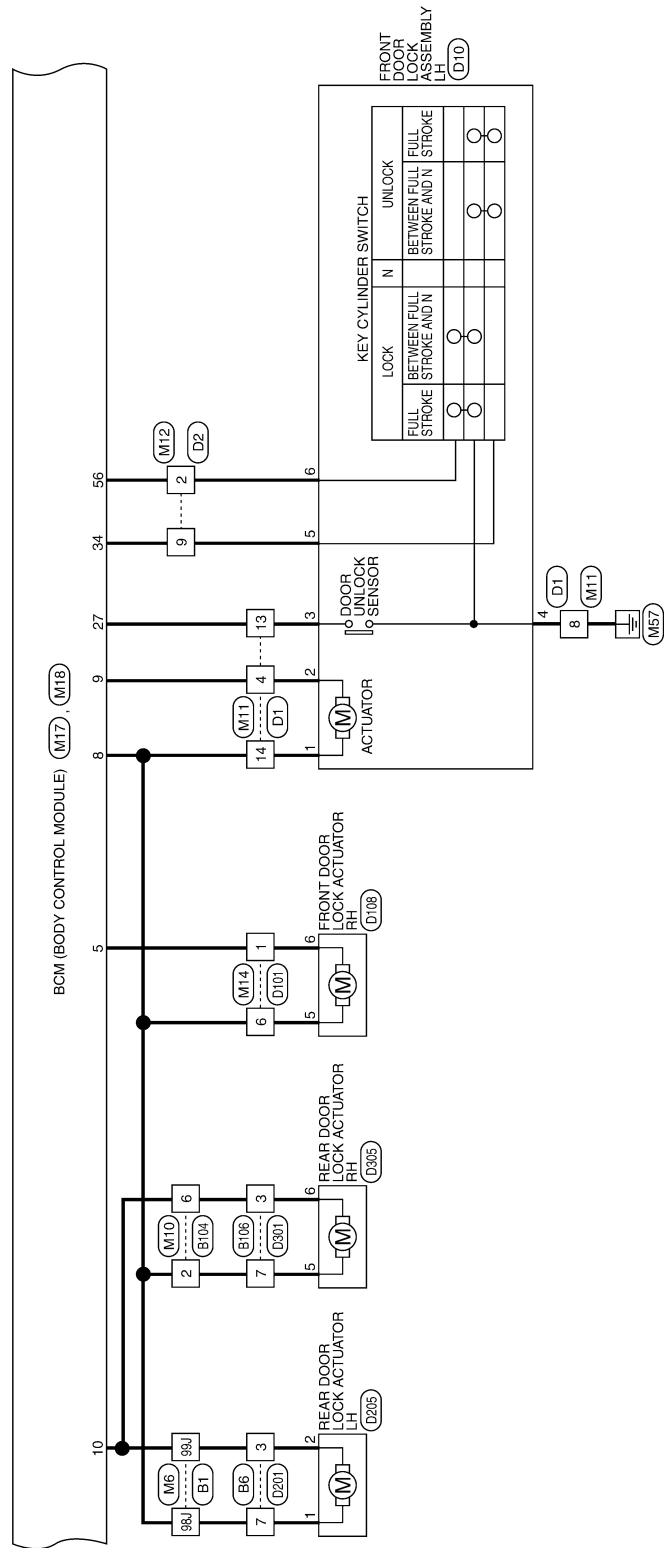 BCM (BODY CONTROL MODULE) M17 , M18
10
5
8
9
27
34
56
M6
B1
98J
99J
B6
D201
7
3
1
2
M
REAR DOOR
LOCK ACTUATOR
LH
D205
M10
B104
2
6
B106
D301
7
3
5
6
M
REAR DOOR
LOCK ACTUATOR
RH
D305
M14
D101
6
1
5
6
M
FRONT DOOR
LOCK ACTUATOR
RH
D108
M11
D1
14
4
13
M12
D2
9
2
1
2
3
5
6
M
ACTUATOR
DOOR
UNLOCK
SENSOR
FRONT
DOOR
LOCK
ASSEMBLY
LH
D10
KEY CYLINDER SWITCH
LOCK
N
UNLOCK
FULL
STROKE
BETWEEN FULL
STROKE AND N
BETWEEN FULL
STROKE AND N
FULL
STROKE
4
D1
8
M11
M57